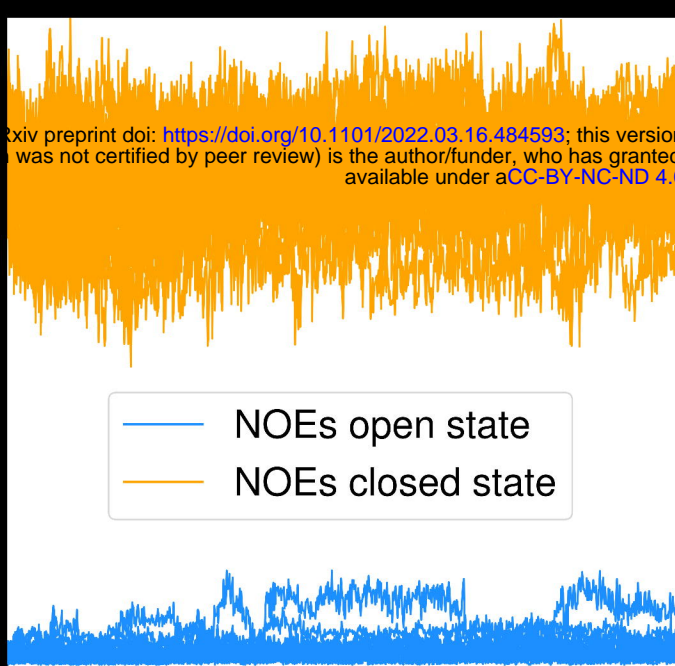 preprint doi: https://doi.org/10.1101/2022.03.16.484593; this version
was not certified by peer review) is the author/funder, who has granted
available under aCC-BY-NC-ND 4.
NOEs open state
NOEs closed state